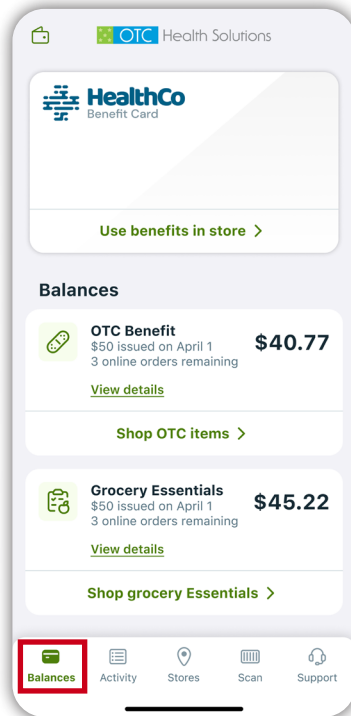 OTC Health Solutions
HealthCo
Benefit Card
Use benefits in store >
Balances
OTC Benefit
$50 issued on April 1
$40.77
3 online orders remaining
View details
Shop OTC items >
Grocery Essentials
$50 issued on April 1
$45.22
3 online orders remaining
View details
Shop grocery Essentials >
Balances Activity Stores Scan Support